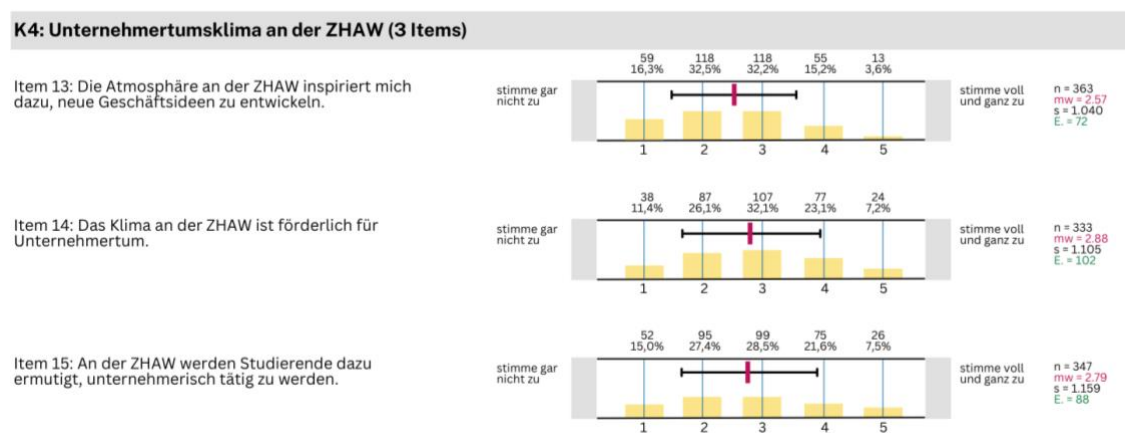 K4: Unternehmertumsklima an der ZHAW (3 Items)
59 118 118 55 13
16,3% 32,5% 32,2% 15,2% 3,6%
Item 13: Die Atmosphäre an der ZHAW inspiriert mich
dazu, neue Geschäftsideen zu entwickeln.
stimme gar
nicht zu
stimme voll
und ganz zu
n = 363
mw = 2.57
s = 1.040
E. = 72
1 2 3 4 5
38 87 107 77 24
11,4% 26,1% 32,1% 23,1% 7,2%
Item 14: Das Klima an der ZHAW ist förderlich für
Unternehmertum.
stimme gar
nicht zu
stimme voll
und ganz zu
n = 333
mw = 2.88
s = 1.105
E. = 102
1 2 3 4 5
52 95 99 75 26
15,0% 27,4% 28,5% 21,6% 7,5%
Item 15: An der ZHAW werden Studierende dazu
ermutigt, unternehmerisch tätig zu werden.
stimme gar
nicht zu
stimme voll
und ganz zu
n = 347
mw = 2.79
s = 1.159
E. = 88
1 2 3 4 5